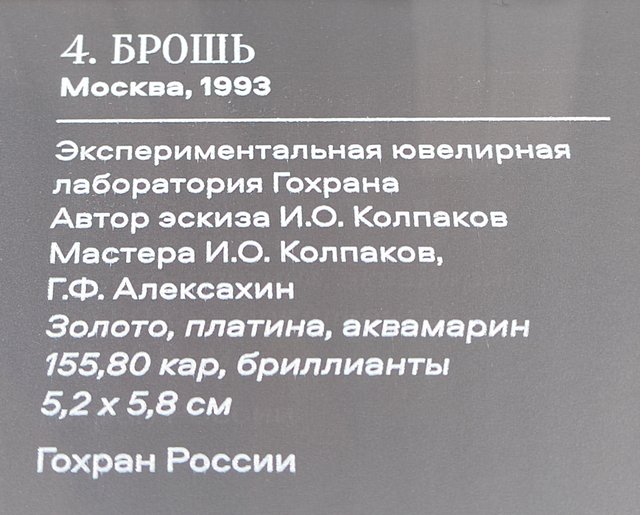 4. БРОШЬ
Москва, 1993
Экспериментальная ювелирная
лаборатория Гохрана
Автор эскиза И.О. Колпаков
Мастера И.О. Колпаков,
Г.Ф. Алексахин
Золото, платина, аквамарин
155,80 кар, бриллианты
5,2 х 5,8 см
Гохран России